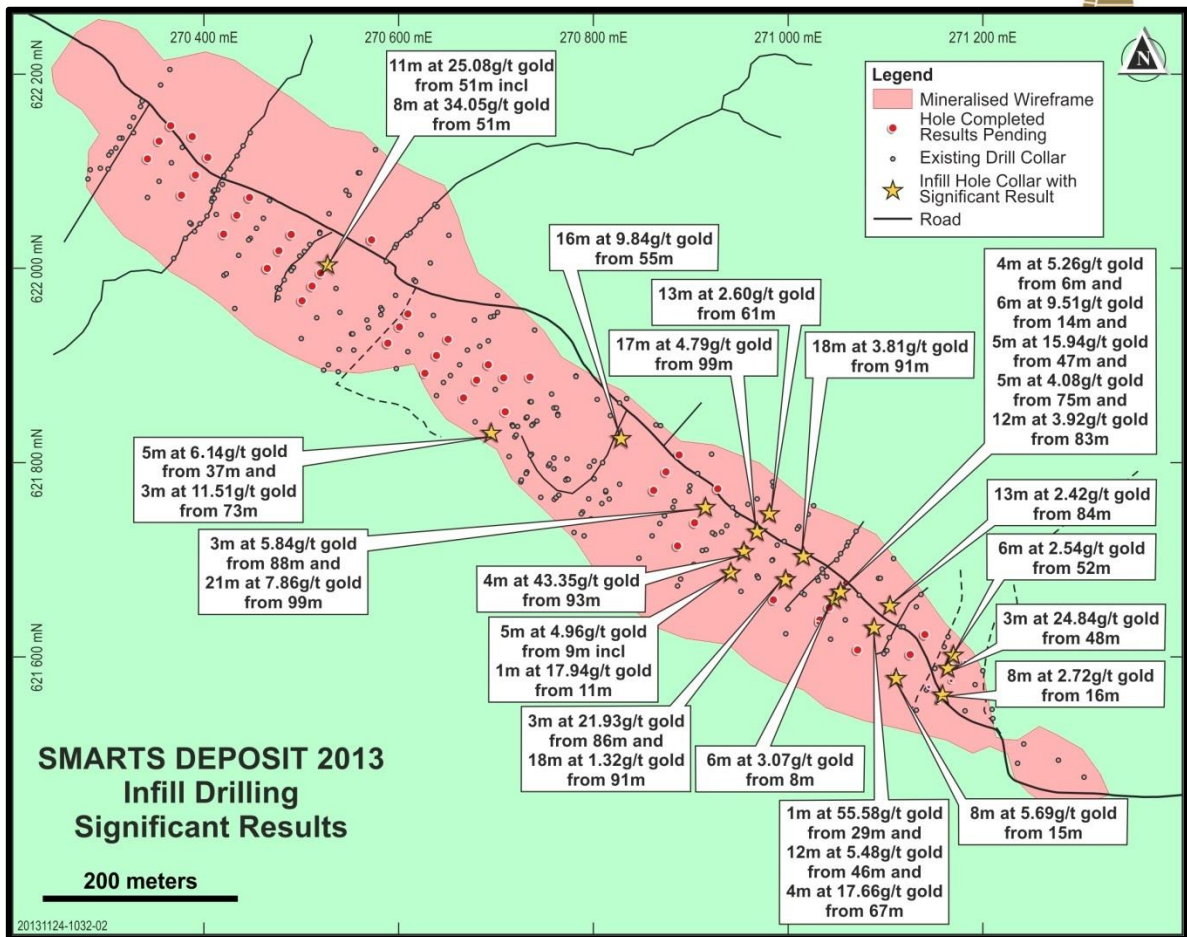 270 400 mE
270 600 mE
270 800 mE
271 000 mE
271 200 mE
622 200 mN
622 000 mN
621 800 mN
621 600 mN
N
Legend
Mineralised Wireframe
Hole Completed
Results Pending
Existing Drill Collar
Infill Hole Collar with
Significant Result
Road
11m at 25.08g/t gold
from 51m incl
8m at 34.05g/t gold
from 51m
16m at 9.84g/t gold
from 55m
13m at 2.60g/t gold
from 61m
17m at 4.79g/t gold
from 99m
18m at 3.81g/t gold
from 91m
4m at 5.26g/t gold
from 6m and
6m at 9.51g/t gold
from 14m and
5m at 15.94g/t gold
from 47m and
5m at 4.08g/t gold
from 75m and
12m at 3.92g/t gold
from 83m
5m at 6.14g/t gold
from 37m and
3m at 11.51g/t gold
from 73m
13m at 2.42g/t gold
from 84m
3m at 5.84g/t gold
from 88m and
21m at 7.86g/t gold
from 99m
6m at 2.54g/t gold
from 52m
4m at 43.35g/t gold
from 93m
3m at 24.84g/t gold
from 48m
5m at 4.96g/t gold
from 9m incl
1m at 17.94g/t gold
from 11m
8m at 2.72g/t gold
from 16m
3m at 21.93g/t gold
from 86m and
18m at 1.32g/t gold
from 91m
6m at 3.07g/t gold
from 8m
1m at 55.58g/t gold
from 29m and
12m at 5.48g/t gold
from 46m and
4m at 17.66g/t gold
from 67m
8m at 5.69g/t gold
from 15m
SMARTS DEPOSIT 2013
Infill Drilling
Significant Results
200 meters
20131124-1032-02